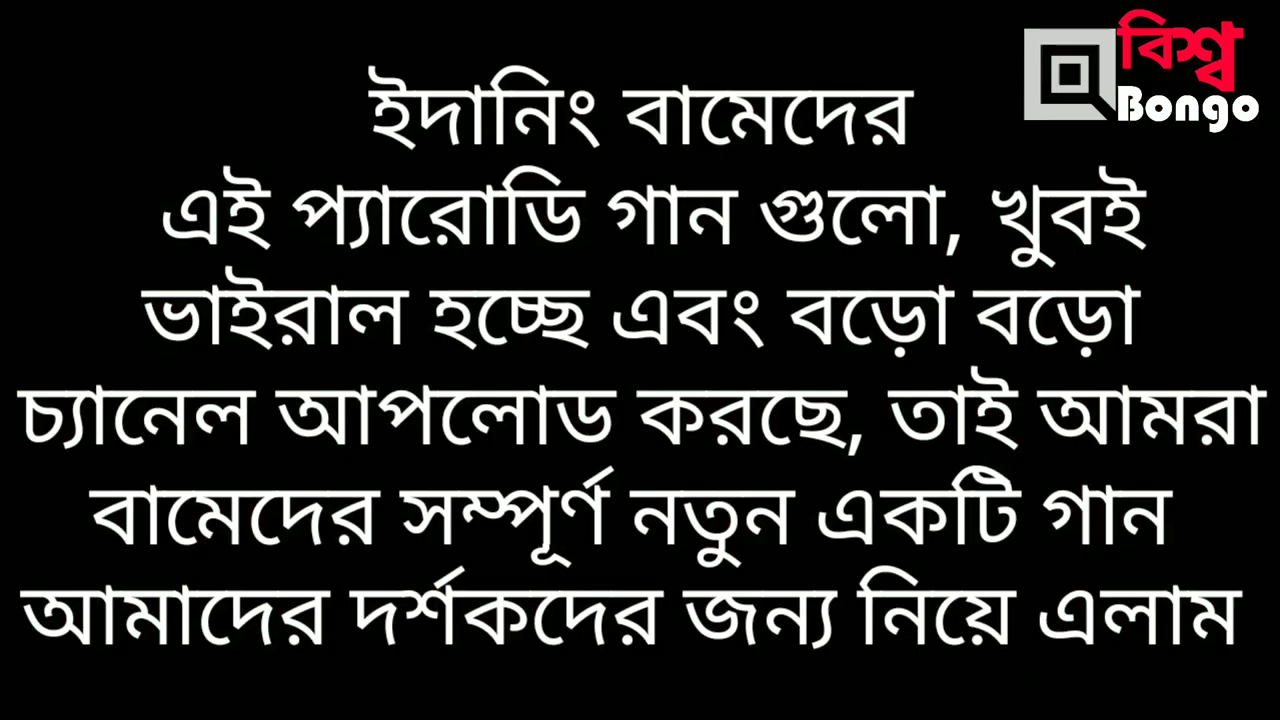 বিশ্ব
Bongo
ইদানিং বামেদের
এই প্যারোডি গান গুলো, খুবই
ভাইরাল হচ্ছে এবং বড়ো বড়ো
চ্যানেল আপলোড করছে, তাই আমরা
বামেদের সম্পূর্ণ নতুন একটি গান
আমাদের দর্শকদের জন্য নিয়ে এলাম